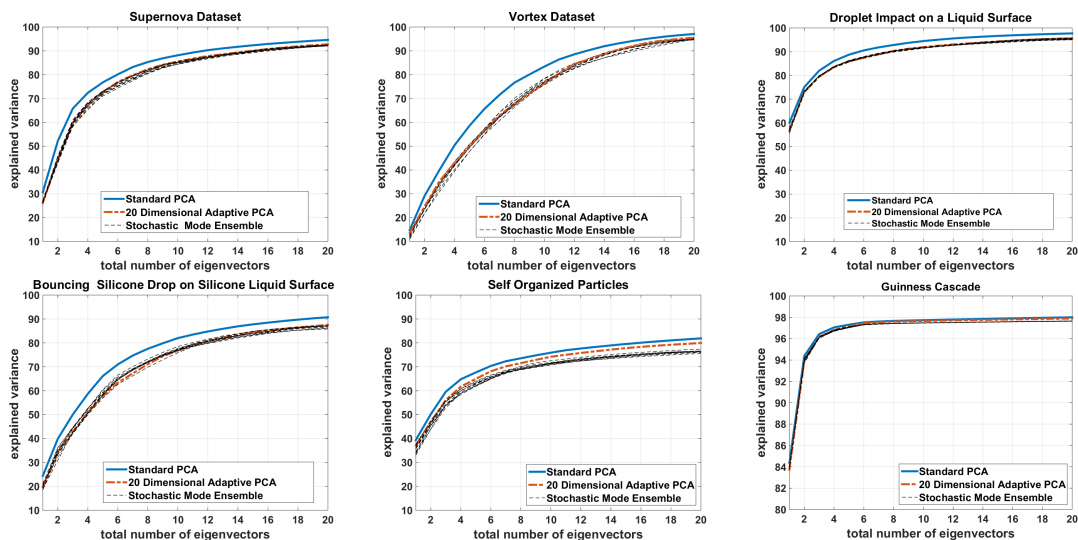 Supernova Dataset
100
90
80
70
60
50
40
30
20
10
explained variance
Standard PCA
20 Dimensional Adaptive PCA
Stochastic Mode Ensemble
2 4 6 8 10 12 14 16 18 20
total number of eigenvectors
Vortex Dataset
100
90
80
70
60
50
40
30
20
10
explained variance
Standard PCA
20 Dimensional Adaptive PCA
Stochastic Mode Ensemble
2 4 6 8 10 12 14 16 18 20
total number of eigenvectors
Droplet Impact on a Liquid Surface
100
90
80
70
60
50
40
30
20
10
explained variance
Standard PCA
20 Dimensional Adaptive PCA
Stochastic Mode Ensemble
2 4 6 8 10 12 14 16 18 20
total number of eigenvectors
Bouncing Silicone Drop on Silicone Liquid Surface
100
90
80
70
60
50
40
30
20
10
explained variance
Standard PCA
20 Dimensional Adaptive PCA
Stochastic Mode Ensemble
2 4 6 8 10 12 14 16 18 20
total number of eigenvectors
Self Organized Particles
100
90
80
70
60
50
40
30
20
10
explained variance
Standard PCA
20 Dimensional Adaptive PCA
Stochastic Mode Ensemble
2 4 6 8 10 12 14 16 18 20
total number of eigenvectors
Guinness Cascade
100
98
96
94
92
90
88
86
84
82
80
explained variance
Standard PCA
20 Dimensional Adaptive PCA
Stochastic Mode Ensemble
2 4 6 8 10 12 14 16 18 20
total number of eigenvectors